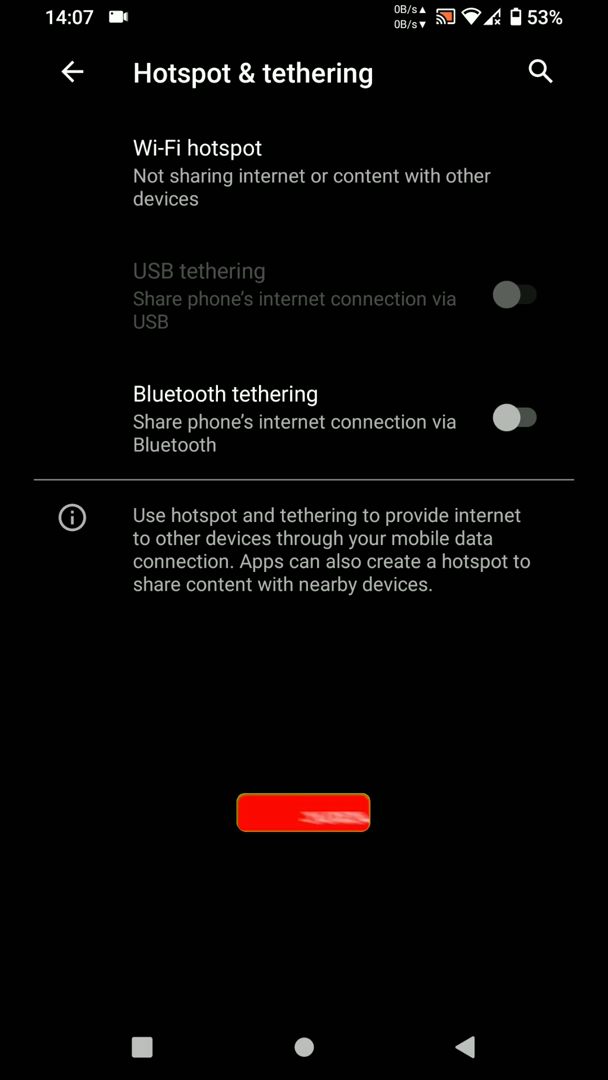 14:07
0B/s▲
0B/s▼
53%
Hotspot & tethering
Wi-Fi hotspot
Not sharing internet or content with other
devices
USB tethering
Share phone’s internet connection via
USB
Bluetooth tethering
Share phone’s internet connection via
Bluetooth
Use hotspot and tethering to provide internet
to other devices through your mobile data
connection. Apps can also create a hotspot to
share content with nearby devices.